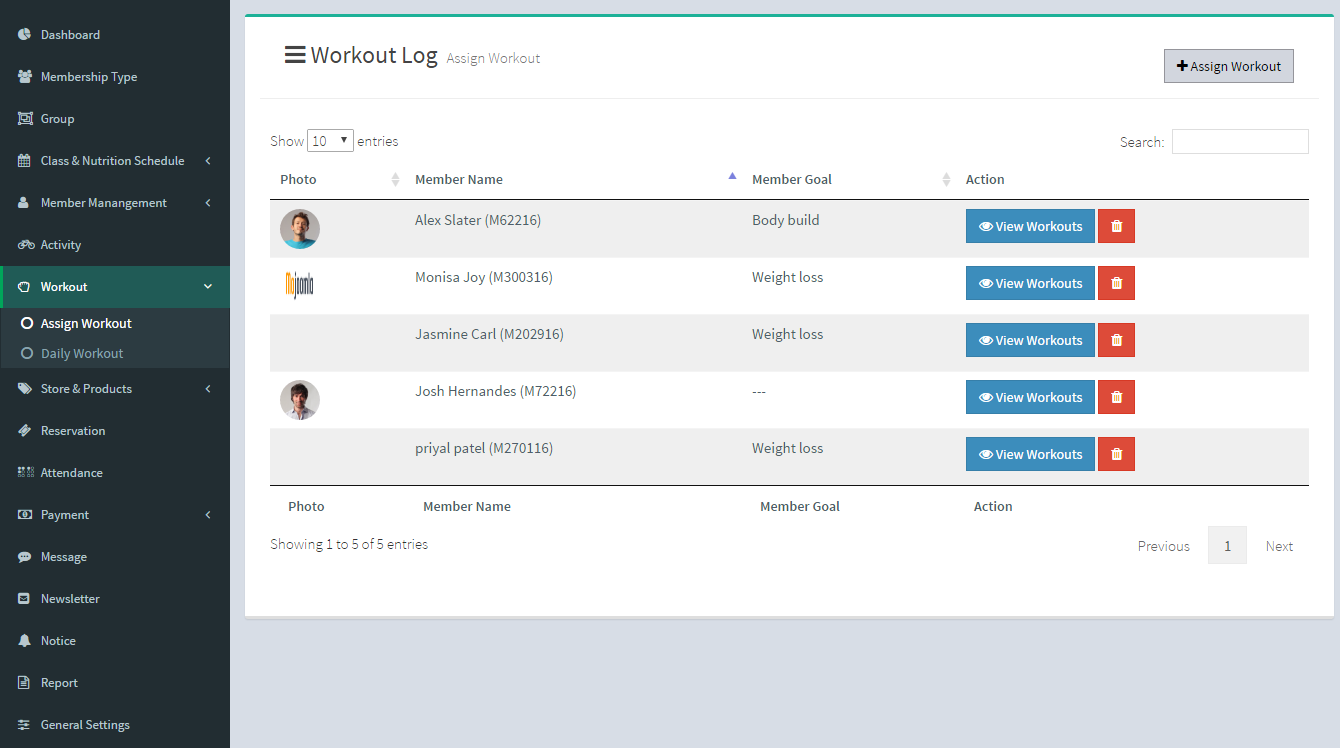 Dashboard
Membership Type
Group
Class & Nutrition Schedule
Member Manangement
Activity
Workout
Assign Workout
Daily Workout
Store & Products
Reservation
Attendance
Payment
Message
Newsletter
Notice
Report
General Settings
Workout Log Assign Workout
Assign Workout
Show 10 entries
Search:
Photo Member Name Member Goal Action
Alex Slater (M62216) Body build View Workouts
Mojoomla
Monisa Joy (M300316) Weight loss View Workouts
Jasmine Carl (M202916) Weight loss View Workouts
Josh Hernandes (M72216) --- View Workouts
priyal patel (M270116) Weight loss View Workouts
Photo Member Name Member Goal Action
Showing 1 to 5 of 5 entries
Previous 1 Next